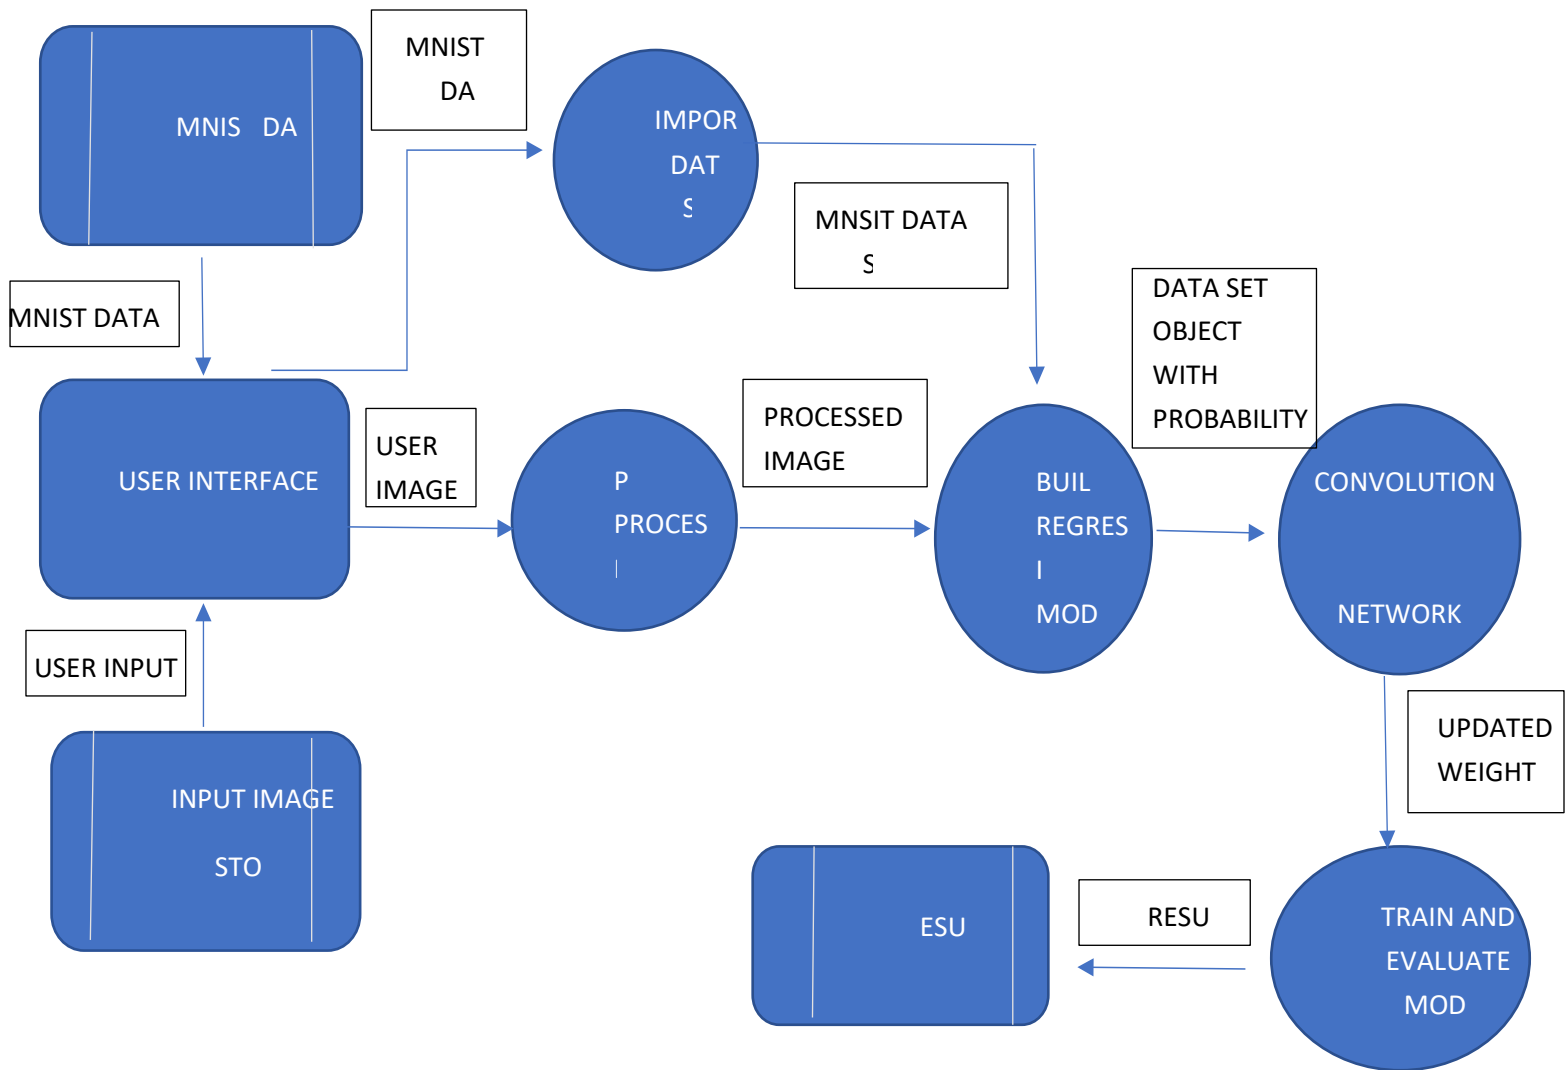 MNIST
DA
MNIS DA
IMPOR
DAT
S
MNSIT DATA
S
MNIST DATA
DATA SET
OBJECT
WITH
PROBABILITY
USER INTERFACE
USER
IMAGE
P
PROCES
I
PROCESSED
IMAGE
BUIL
REGRES
I
MOD
CONVOLUTION
NETWORK
USER INPUT
INPUT IMAGE
STO
UPDATED
WEIGHT
ESU
RESU
TRAIN AND
EVALUATE
MOD